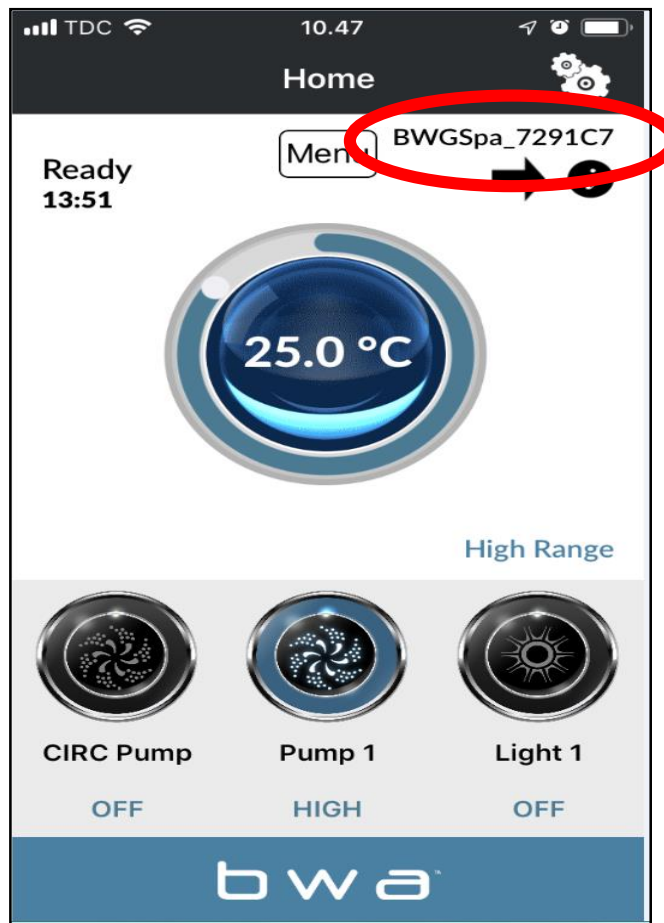 TDC 10.47
Home
Menu BWGSpa_7291C7
Ready
13:51
25.0 °C
High Range
CIRC Pump Pump 1 Light 1
OFF HIGH OFF
bwa